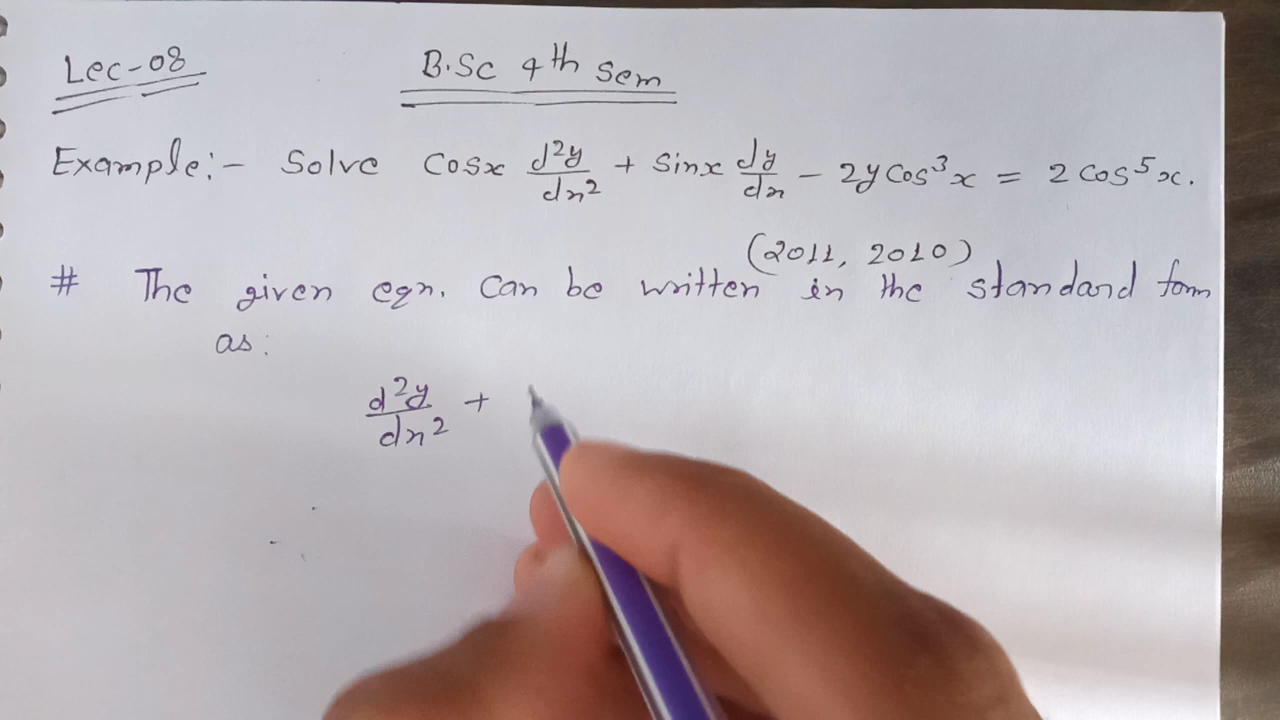 Lec-08
B.Sc 4th Sem
Example:- Solve Cosx d²y/dx² + Sinx dy/dx - 2y Cos³x = 2 Cos⁵x.
(2011, 2010)
# The given eqn. Can be written in the standard form
as:
d²y/dx² +